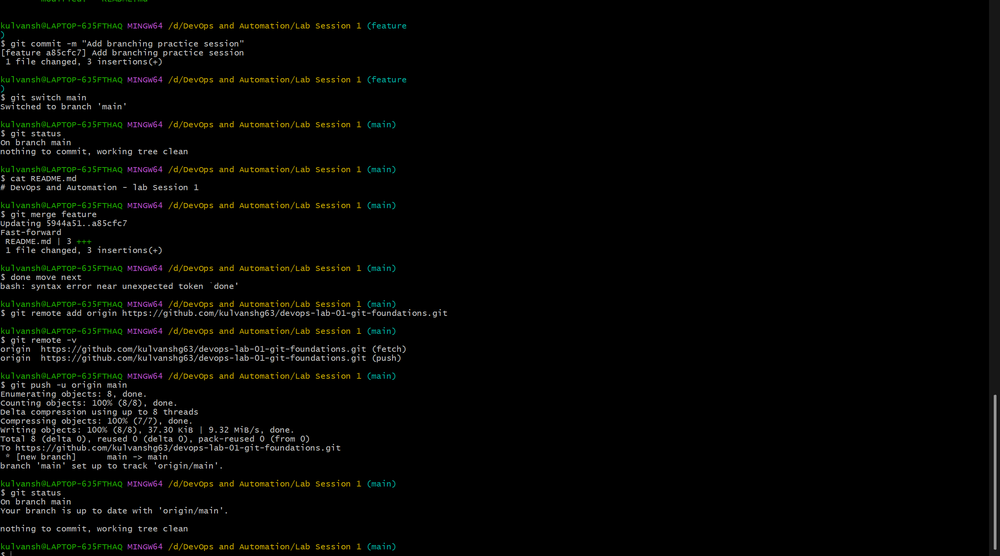 modified:   README.md
kulvansh@LAPTOP-6J5FTHAQ MINGW64 /d/DevOps and Automation/Lab Session 1 (feature
)
$ git commit -m "Add branching practice session"
[feature a85cfc7] Add branching practice session
 1 file changed, 3 insertions(+)
kulvansh@LAPTOP-6J5FTHAQ MINGW64 /d/DevOps and Automation/Lab Session 1 (feature
)
$ git switch main
Switched to branch 'main'
kulvansh@LAPTOP-6J5FTHAQ MINGW64 /d/DevOps and Automation/Lab Session 1 (main)
$ git status
On branch main
nothing to commit, working tree clean
kulvansh@LAPTOP-6J5FTHAQ MINGW64 /d/DevOps and Automation/Lab Session 1 (main)
$ cat README.md
# DevOps and Automation - lab Session 1
kulvansh@LAPTOP-6J5FTHAQ MINGW64 /d/DevOps and Automation/Lab Session 1 (main)
$ git merge feature
Updating 5944a51..a85cfc7
Fast-forward
 README.md | 3 +++
 1 file changed, 3 insertions(+)
kulvansh@LAPTOP-6J5FTHAQ MINGW64 /d/DevOps and Automation/Lab Session 1 (main)
$ done move next
bash: syntax error near unexpected token `done'
kulvansh@LAPTOP-6J5FTHAQ MINGW64 /d/DevOps and Automation/Lab Session 1 (main)
$ git remote add origin https://github.com/kulvanshg63/devops-lab-01-git-foundations.git
kulvansh@LAPTOP-6J5FTHAQ MINGW64 /d/DevOps and Automation/Lab Session 1 (main)
$ git remote -v
origin  https://github.com/kulvanshg63/devops-lab-01-git-foundations.git (fetch)
origin  https://github.com/kulvanshg63/devops-lab-01-git-foundations.git (push)
kulvansh@LAPTOP-6J5FTHAQ MINGW64 /d/DevOps and Automation/Lab Session 1 (main)
$ git push -u origin main
Enumerating objects: 8, done.
Counting objects: 100% (8/8), done.
Delta compression using up to 8 threads
Compressing objects: 100% (7/7), done.
Writing objects: 100% (8/8), 37.30 KiB | 9.32 MiB/s, done.
Total 8 (delta 0), reused 0 (delta 0), pack-reused 0 (from 0)
To https://github.com/kulvanshg63/devops-lab-01-git-foundations.git
 * [new branch]      main -> main
branch 'main' set up to track 'origin/main'.
kulvansh@LAPTOP-6J5FTHAQ MINGW64 /d/DevOps and Automation/Lab Session 1 (main)
$ git status
On branch main
Your branch is up to date with 'origin/main'.
nothing to commit, working tree clean
kulvansh@LAPTOP-6J5FTHAQ MINGW64 /d/DevOps and Automation/Lab Session 1 (main)
$